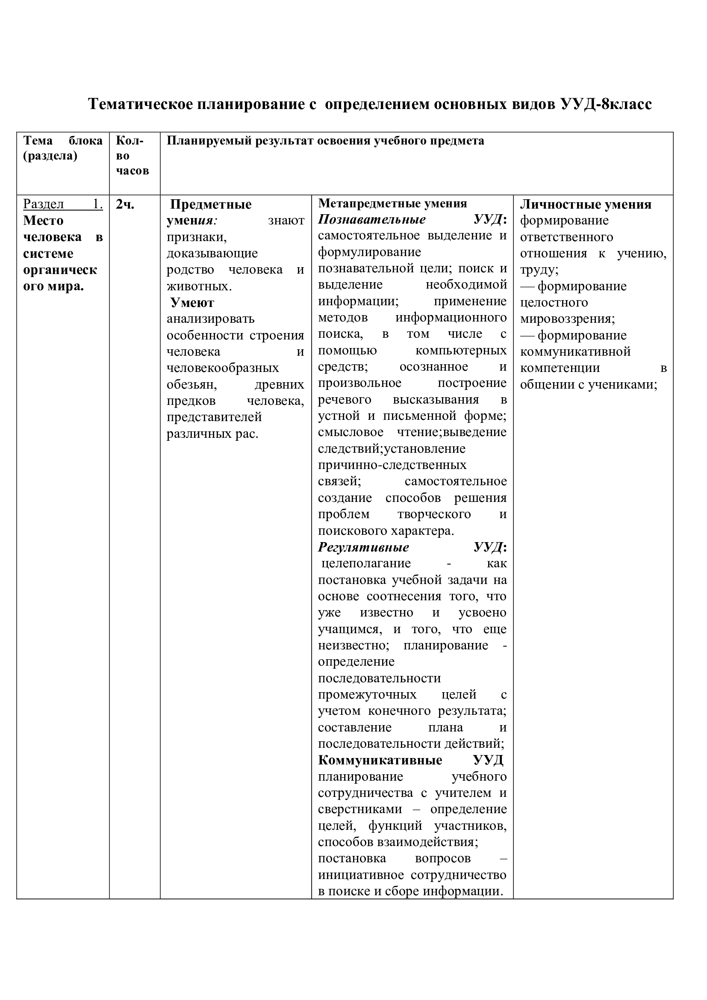 Тематическое планирование с  определением основных видов УУД-8класс
Тема блока
(раздела)
Кол-
во
часов
Планируемый результат освоения учебного предмета
Раздел 1.
Место
человека в
системе
органическ
ого мира.
2ч.
Предметные
умения: знают
признаки,
доказывающие
родство человека и
животных.
Умеют
анализировать
особенности строения
человека и
человекообразных
обезьян, древних
предков человека,
представителей
различных рас.
Метапредметные умения
Познавательные УУД:
самостоятельное выделение и
формулирование
познавательной цели; поиск и
выделение необходимой
информации; применение
методов информационного
поиска, в том числе с
помощью компьютерных
средств; осознанное и
произвольное построение
речевого высказывания в
устной и письменной форме;
смысловое чтение;выведение
следствий;установление
причинно-следственных
связей; самостоятельное
создание способов решения
проблем творческого и
поискового характера.
Регулятивные УУД:
целеполагание - как
постановка учебной задачи на
основе соотнесения того, что
уже известно и усвоено
учащимся, и того, что еще
неизвестно; планирование -
определение
последовательности
промежуточных целей с
учетом конечного результата;
составление плана и
последовательности действий;
Коммуникативные УУД
планирование учебного
сотрудничества с учителем и
сверстниками – определение
целей, функций участников,
способов взаимодействия;
постановка вопросов –
инициативное сотрудничество
в поиске и сборе информации.
Личностные умения
формирование
ответственного
отношения к учению,
труду;
— формирование
целостного
мировоззрения;
— формирование
коммуникативной
компетенции в
общении с учениками;